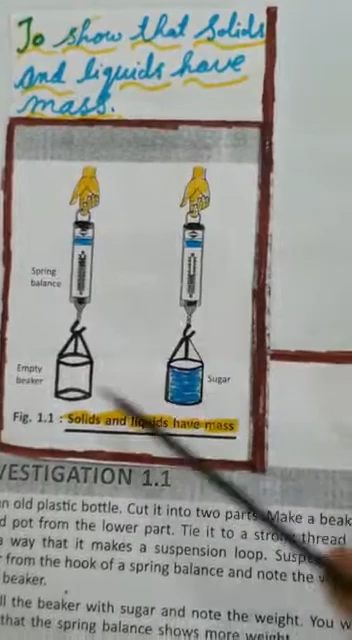 To show that Solids
and liquids have
mass.
Spring
balance
Empty
beaker
Sugar
Fig. 1.1 : Solids and liquids have mass
VESTIGATION 1.1
an old plastic bottle. Cut it into two parts. Make a beak
d pot from the lower part. Tie it to a strong thread
a way that it makes a suspension loop. Suspe
r from the hook of a spring balance and note the
beaker.
ll the beaker with sugar and note the weight. You w
that the spring balance shows more weigh